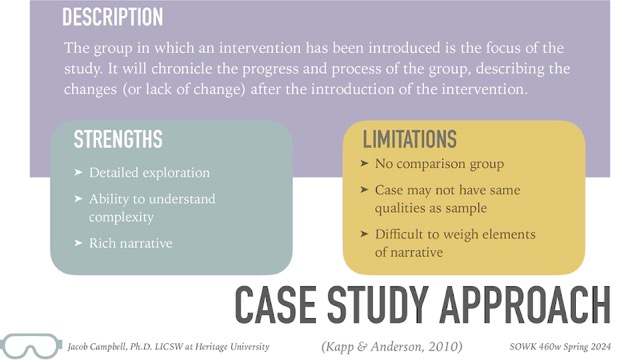 DESCRIPTION
The group in which an intervention has been introduced is the focus of the
study. It will chronicle the progress and process of the group, describing the
changes (or lack of change) after the introduction of the intervention.
STRENGTHS
➤ Detailed exploration
➤ Ability to understand
complexity
➤ Rich narrative
LIMITATIONS
➤ No comparison group
➤ Case may not have same
qualities as sample
➤ Difficult to weigh elements
of narrative
CASE STUDY APPROACH
Jacob Campbell, Ph.D. LICSW at Heritage University
(Kapp & Anderson, 2010)
SOWK 460w Spring 2024